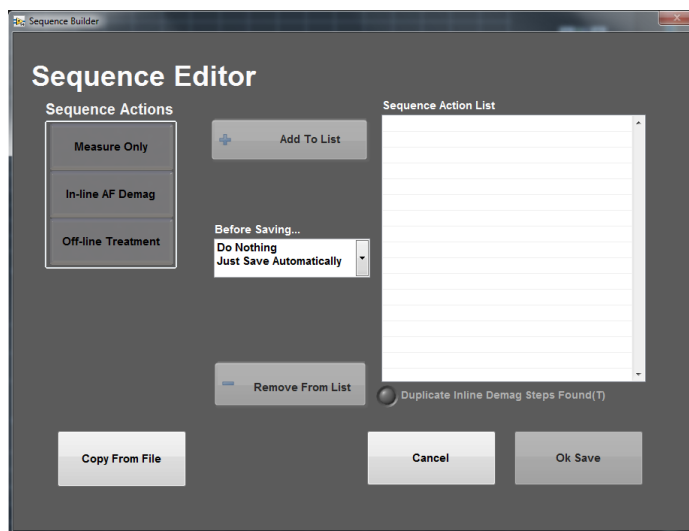 Sequence Builder
Sequence Editor
Sequence Actions
Measure Only
In-line AF Demag
Off-line Treatment
Add To List
Before Saving...
Do Nothing
Just Save Automatically
Remove From List
Sequence Action List
Duplicate Inline Demag Steps Found(T)
Copy From File
Cancel
Ok Save